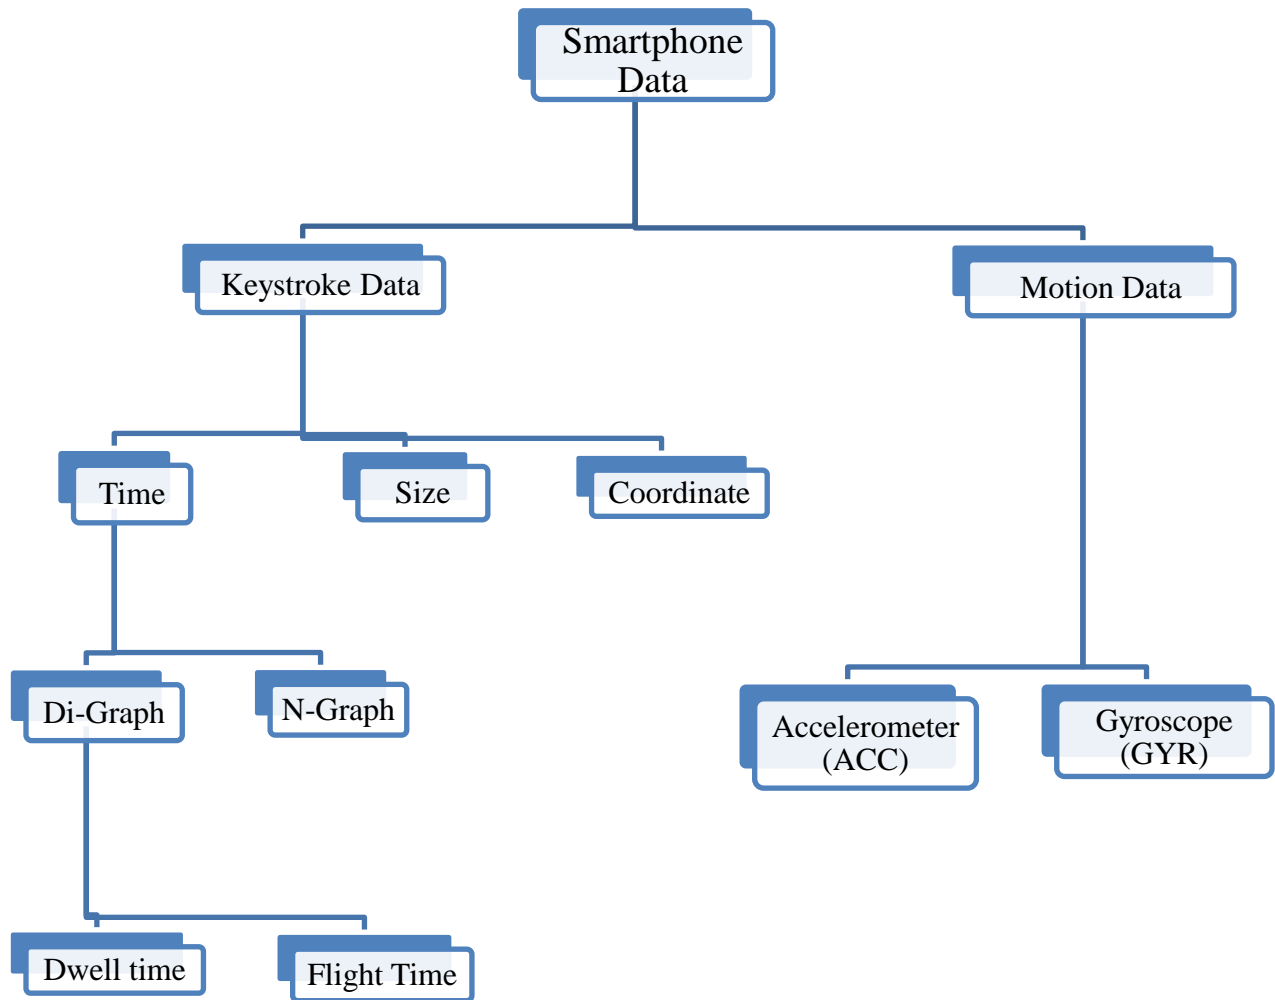 Smartphone
Data
Keystroke Data
Motion Data
Time
Size
Coordinate
Di-Graph
N-Graph
Accelerometer
(ACC)
Gyroscope
(GYR)
Dwell time
Flight Time